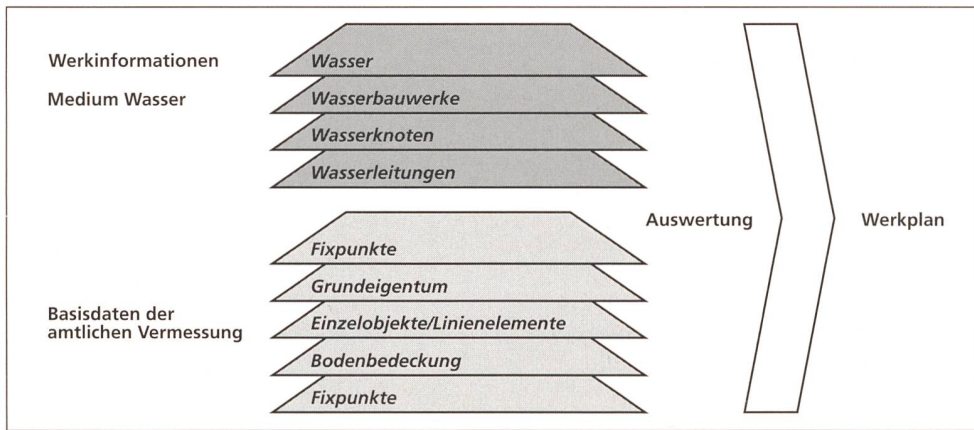 Werkinformationen
Medium Wasser
Wasser
Wasserbauwerke
Wasserknoten
Wasserleitungen
Basisdaten der
amtlichen Vermessung
Fixpunkte
Grundeigentum
Einzelobjekte/Linienelemente
Bodenbedeckung
Fixpunkte
Auswertung
Werkplan